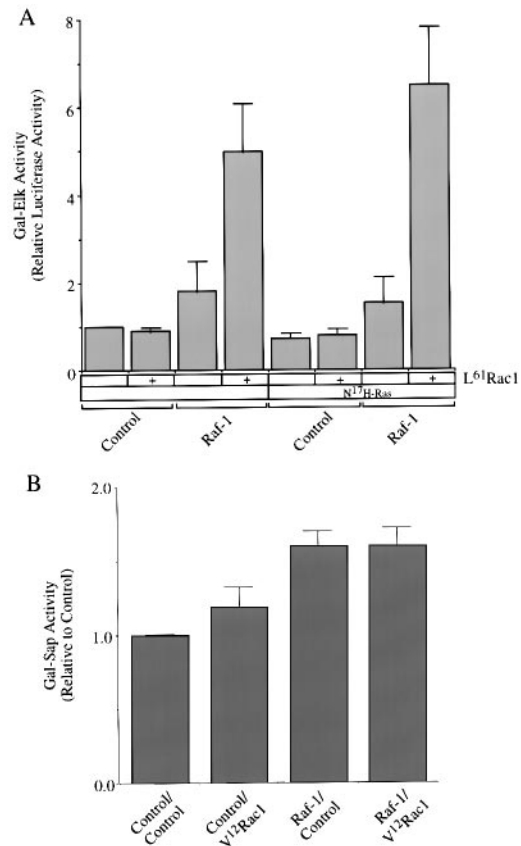 A
Gal-Elk Activity
(Relative Luciferase Activity)
8
6
4
2
0
+ + + + L⁶¹Rac1
N¹⁷H-Ras
Control Raf-1 Control Raf-1
B
Gal-Sap Activity
(Relative to Control)
2.0
1.0
0.0
Control/
Control
Control/
V¹²Rac1
Raf-1/
Control
Raf-1/
V¹²Rac1